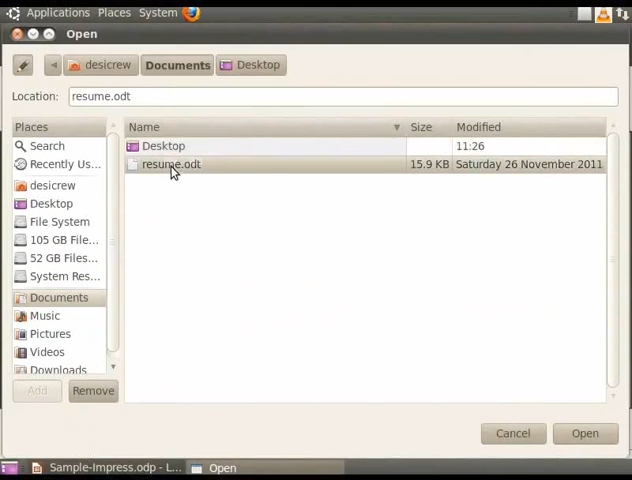 Applications Places System
Open
desicrew Documents Desktop
Location: resume.odt
Places Name Size Modified
Search Desktop 11:26
Recently Us... resume.odt 15.9 KB Saturday 26 November 2011
desicrew
Desktop
File System
105 GB File...
52 GB Files...
System Res...
Documents
Music
Pictures
Videos
Downloads
Add Remove
Cancel Open
Sample-Impress.odp - L... Open